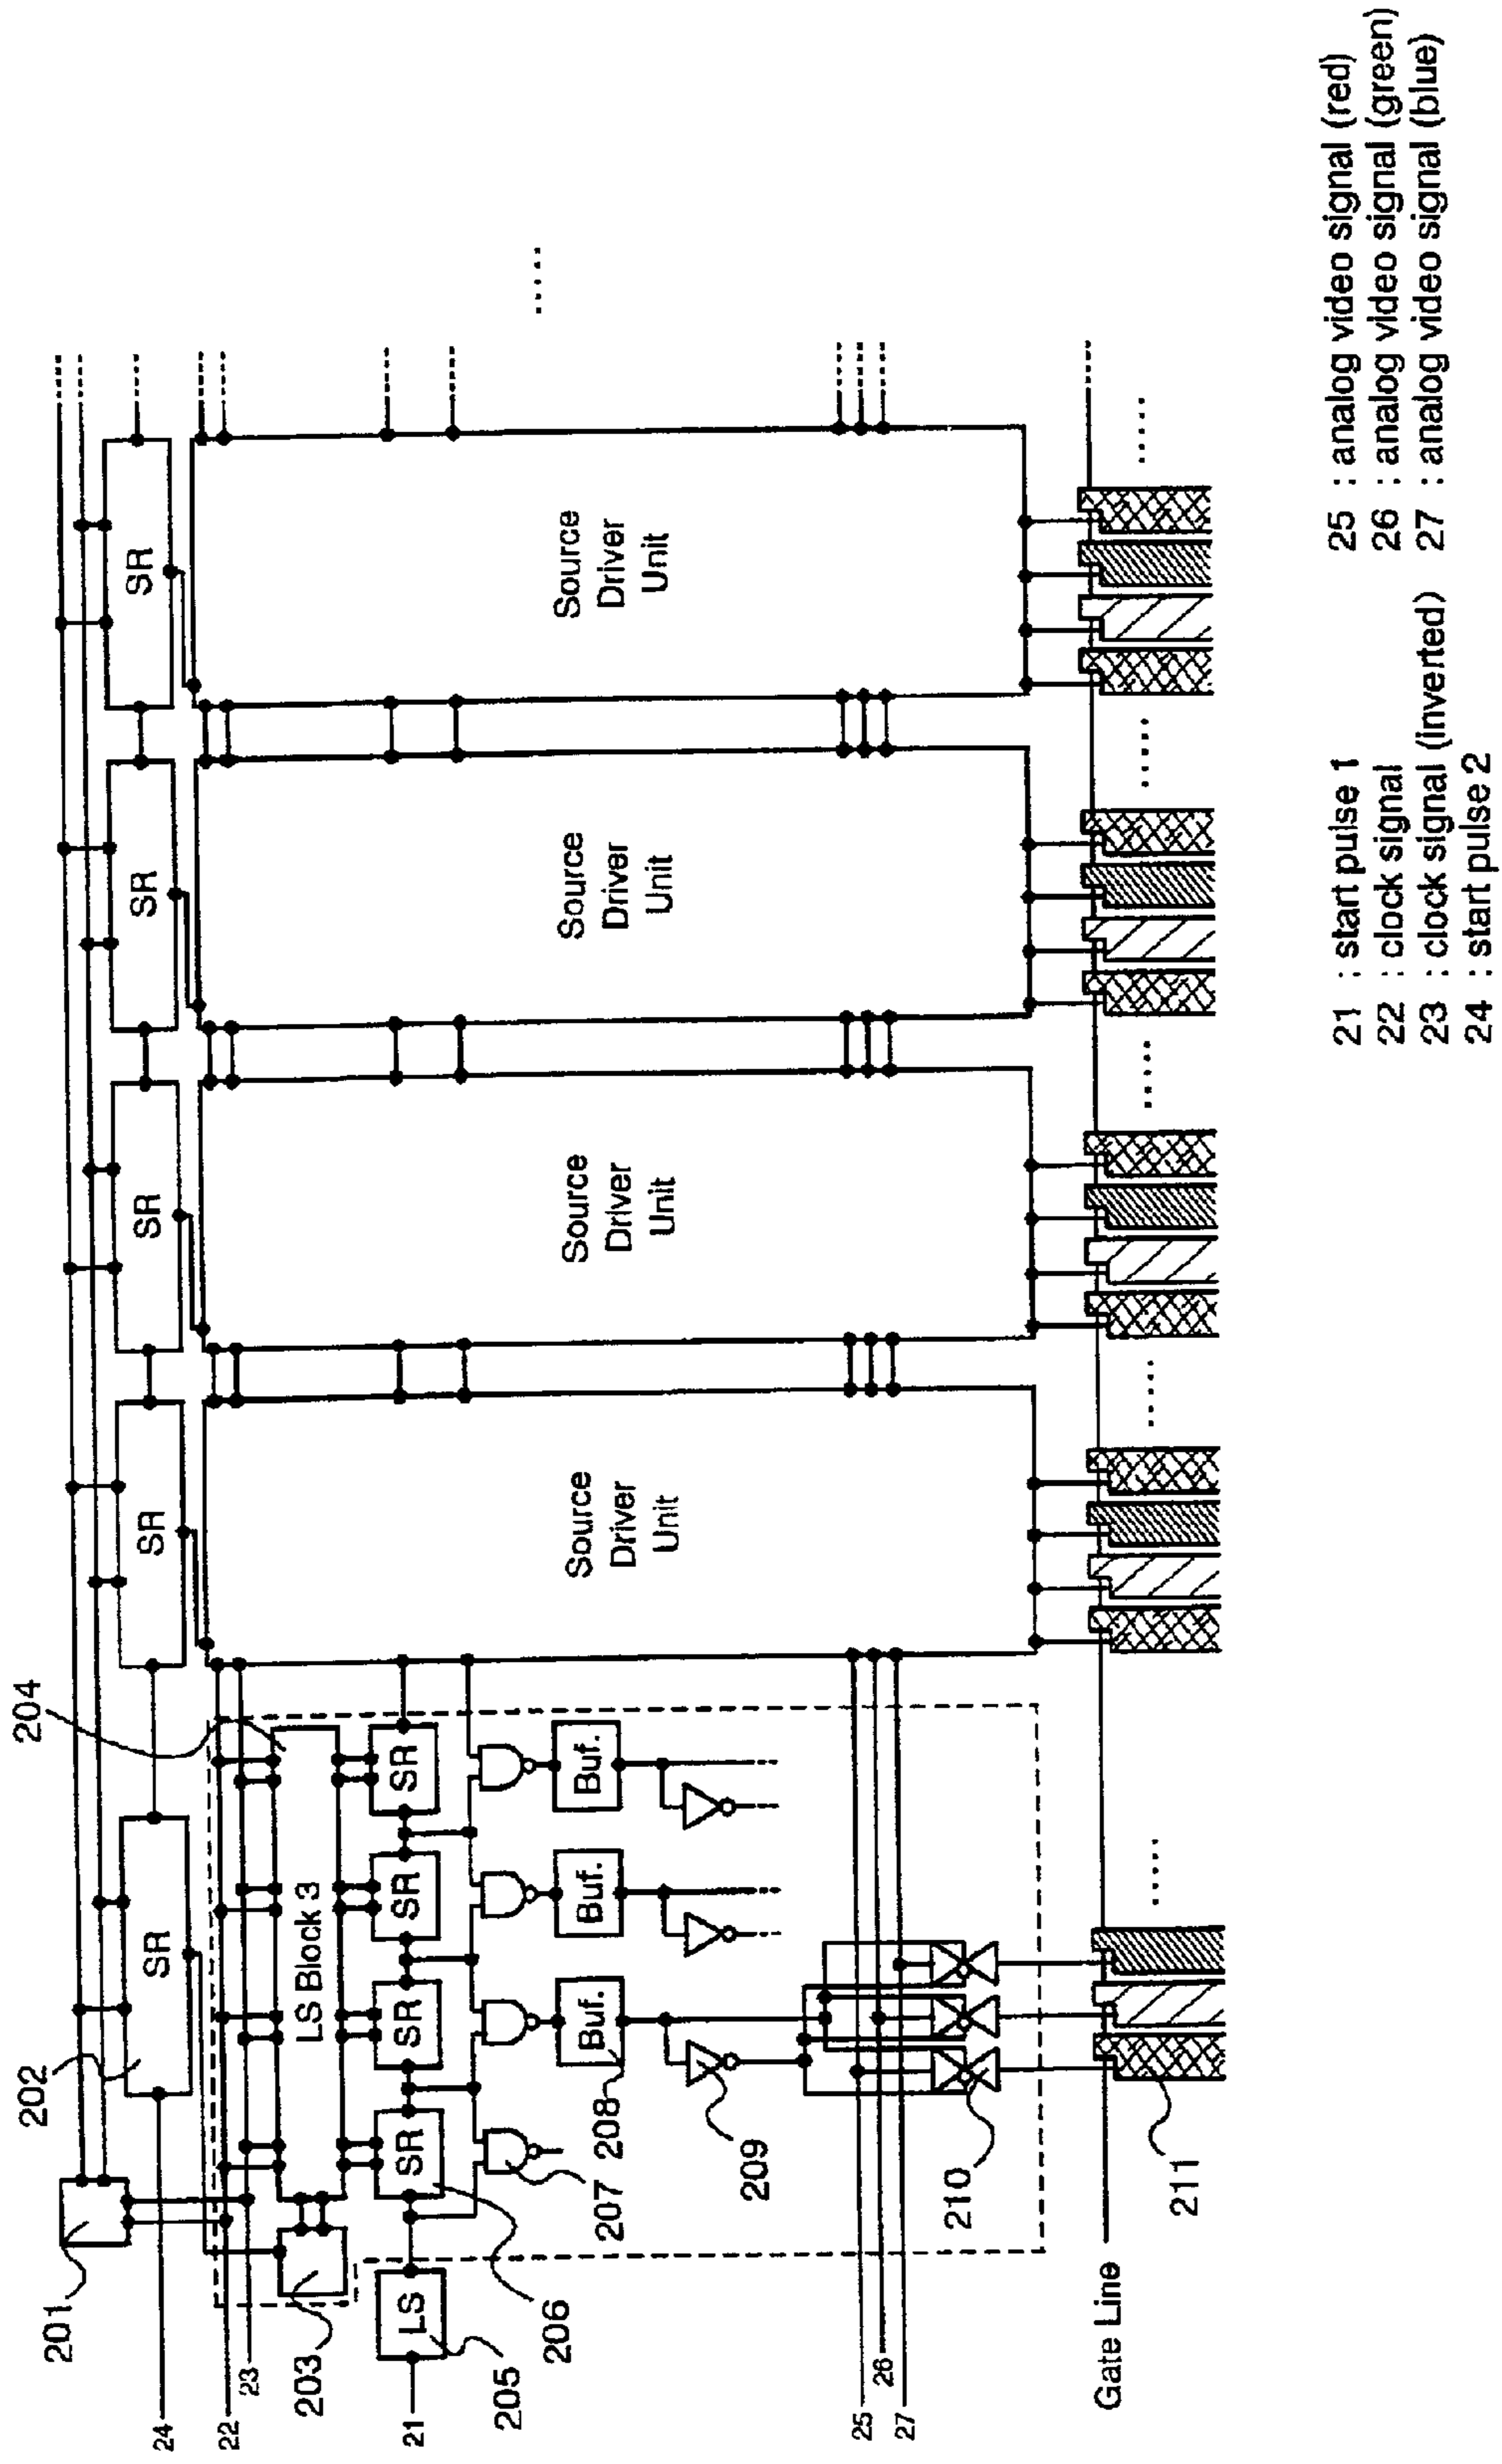 201
202
204
24
SR
SR
SR
SR
SR
22
23
203
LS Block 3
21
LS
205
SR
SR
SR
SR
206
207
Buf.
Buf.
Buf.
208
209
Source
Driver
Unit
Source
Driver
Unit
Source
Driver
Unit
Source
Driver
Unit
.....
25
26
27
210
Gate Line
211
.....
.....
.....
.....
.....
21 : start pulse 1
22 : clock signal
23 : clock signal (inverted)
24 : start pulse 2
25 : analog video signal (red)
26 : analog video signal (green)
27 : analog video signal (blue)